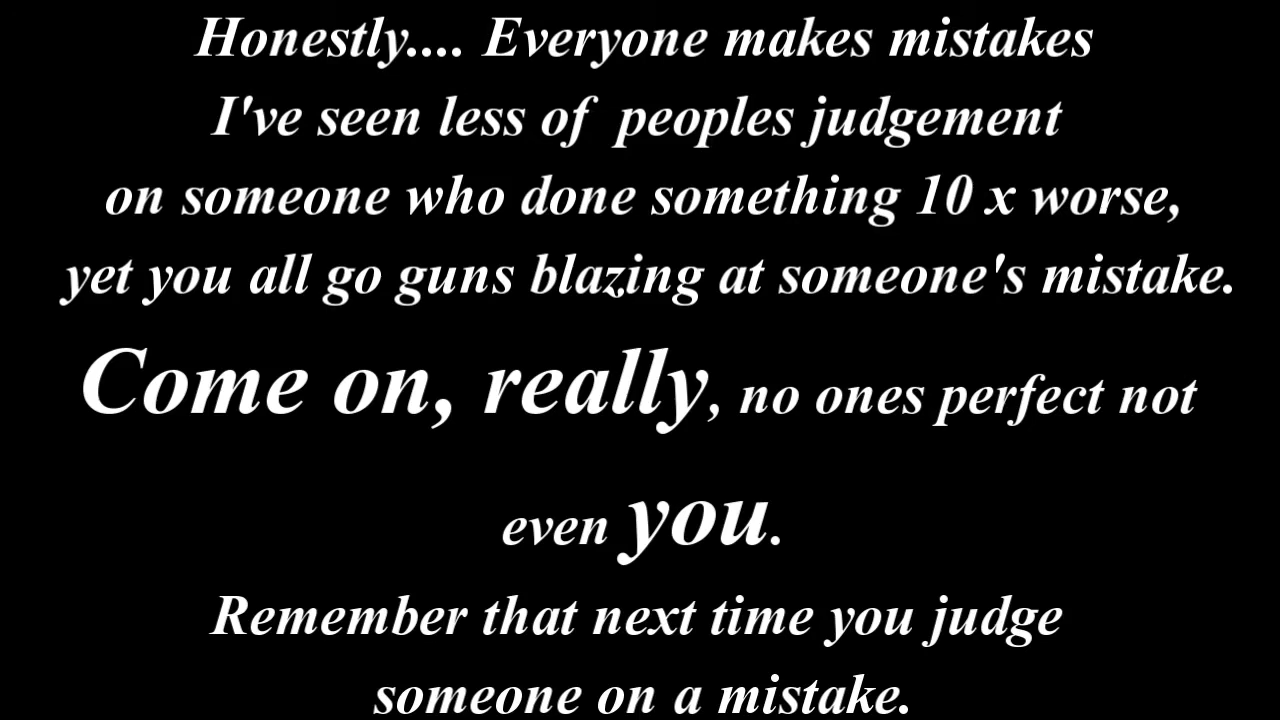 Honestly.... Everyone makes mistakes
I've seen less of peoples judgement
on someone who done something 10 x worse,
yet you all go guns blazing at someone's mistake.
Come on, really, no ones perfect not
even you.
Remember that next time you judge
someone on a mistake.